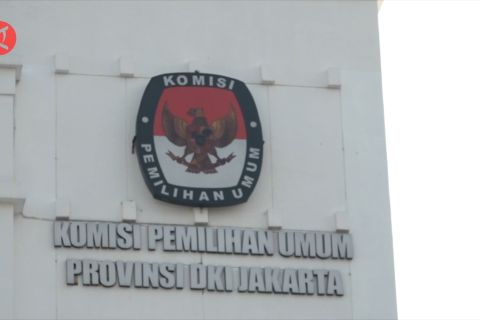 KOMISI
PEMILIHAN UMUM
KOMISI PEMILIHAN UMUM
PROVINSI DKI JAKARTA